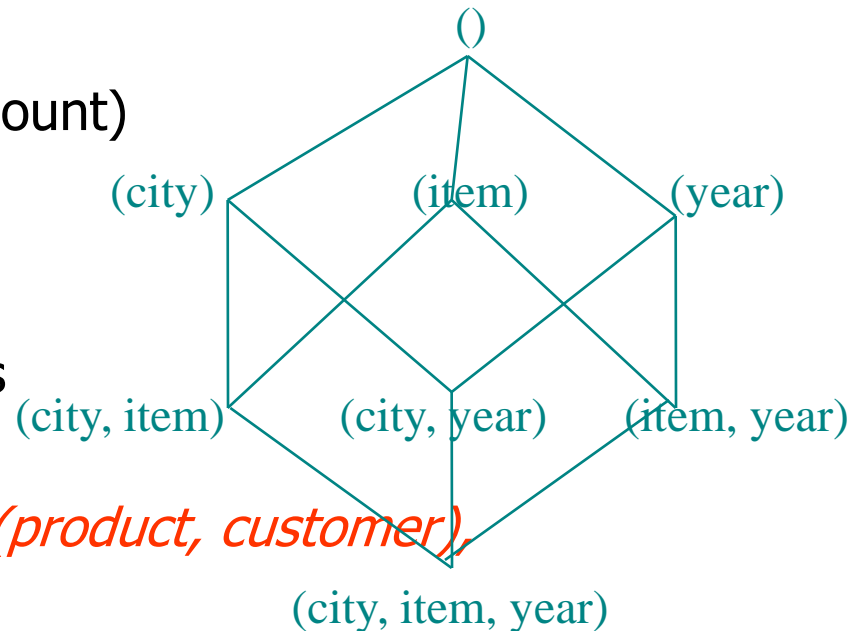 ()
ount)
(city) (item) (year)
s
(city, item) (city, year) (item, year)
(product, customer),
(city, item, year)